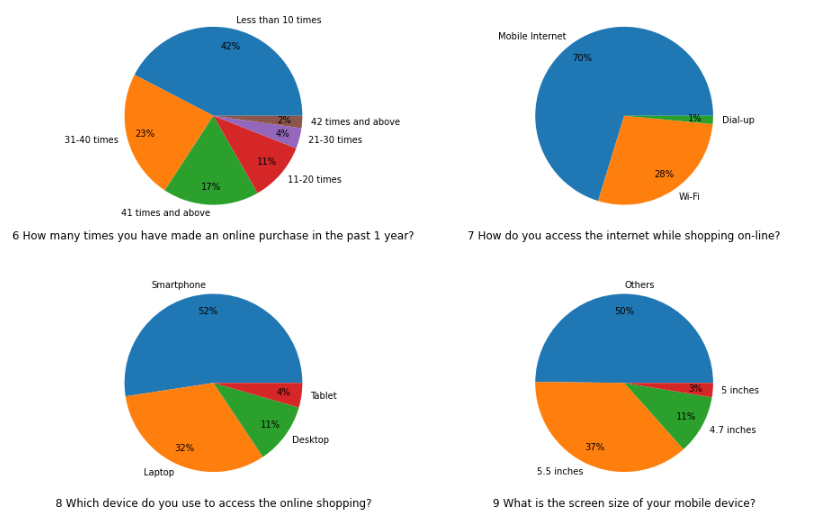 Less than 10 times
42%
2%
42 times and above
4%
21-30 times
31-40 times
23%
11%
11-20 times
17%
41 times and above
6 How many times you have made an online purchase in the past 1 year?
Mobile Internet
70%
1%
Dial-up
28%
Wi-Fi
7 How do you access the internet while shopping on-line?
Smartphone
52%
4%
Tablet
11%
Desktop
32%
Laptop
8 Which device do you use to access the online shopping?
Others
50%
3%
5 inches
11%
4.7 inches
37%
5.5 inches
9 What is the screen size of your mobile device?